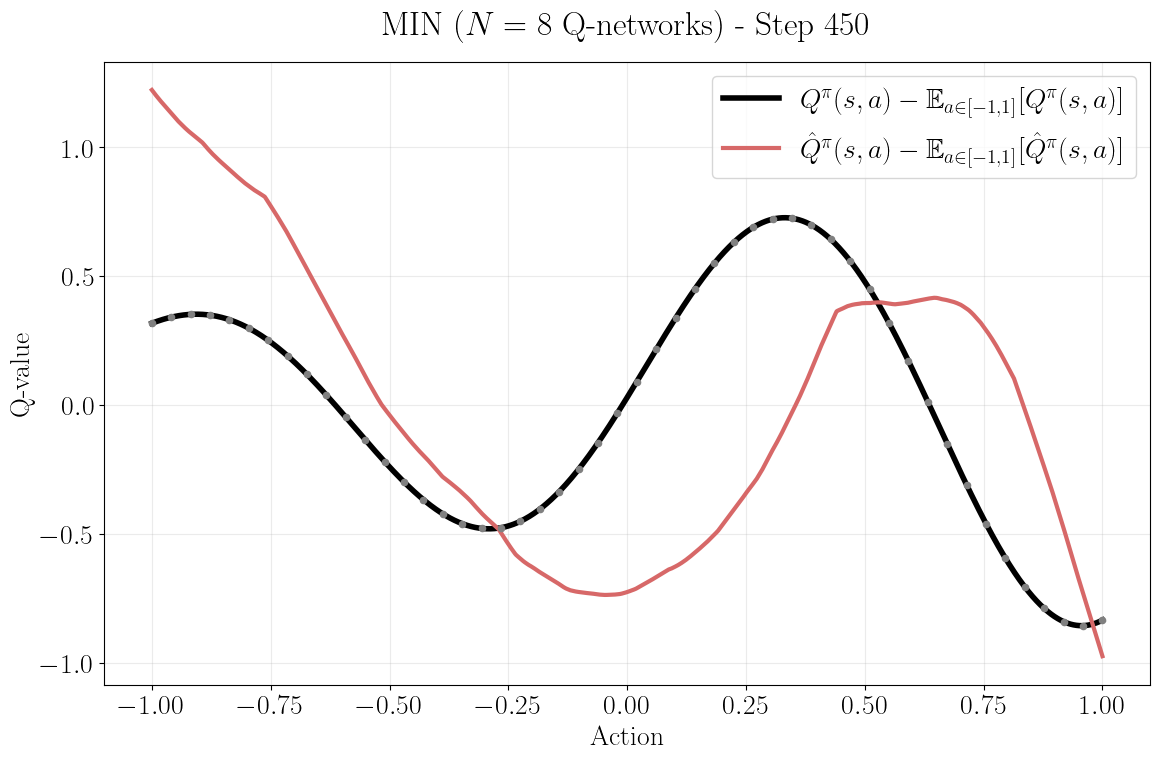 MIN (N = 8 Q-networks) - Step 450
Q^π(s, a) − 𝔼_{a∈[−1,1]}[Q^π(s, a)]
Q̂^π(s, a) − 𝔼_{a∈[−1,1]}[Q̂^π(s, a)]
Q-value
1.0
0.5
0.0
−0.5
−1.0
−1.00 −0.75 −0.50 −0.25 0.00 0.25 0.50 0.75 1.00
Action